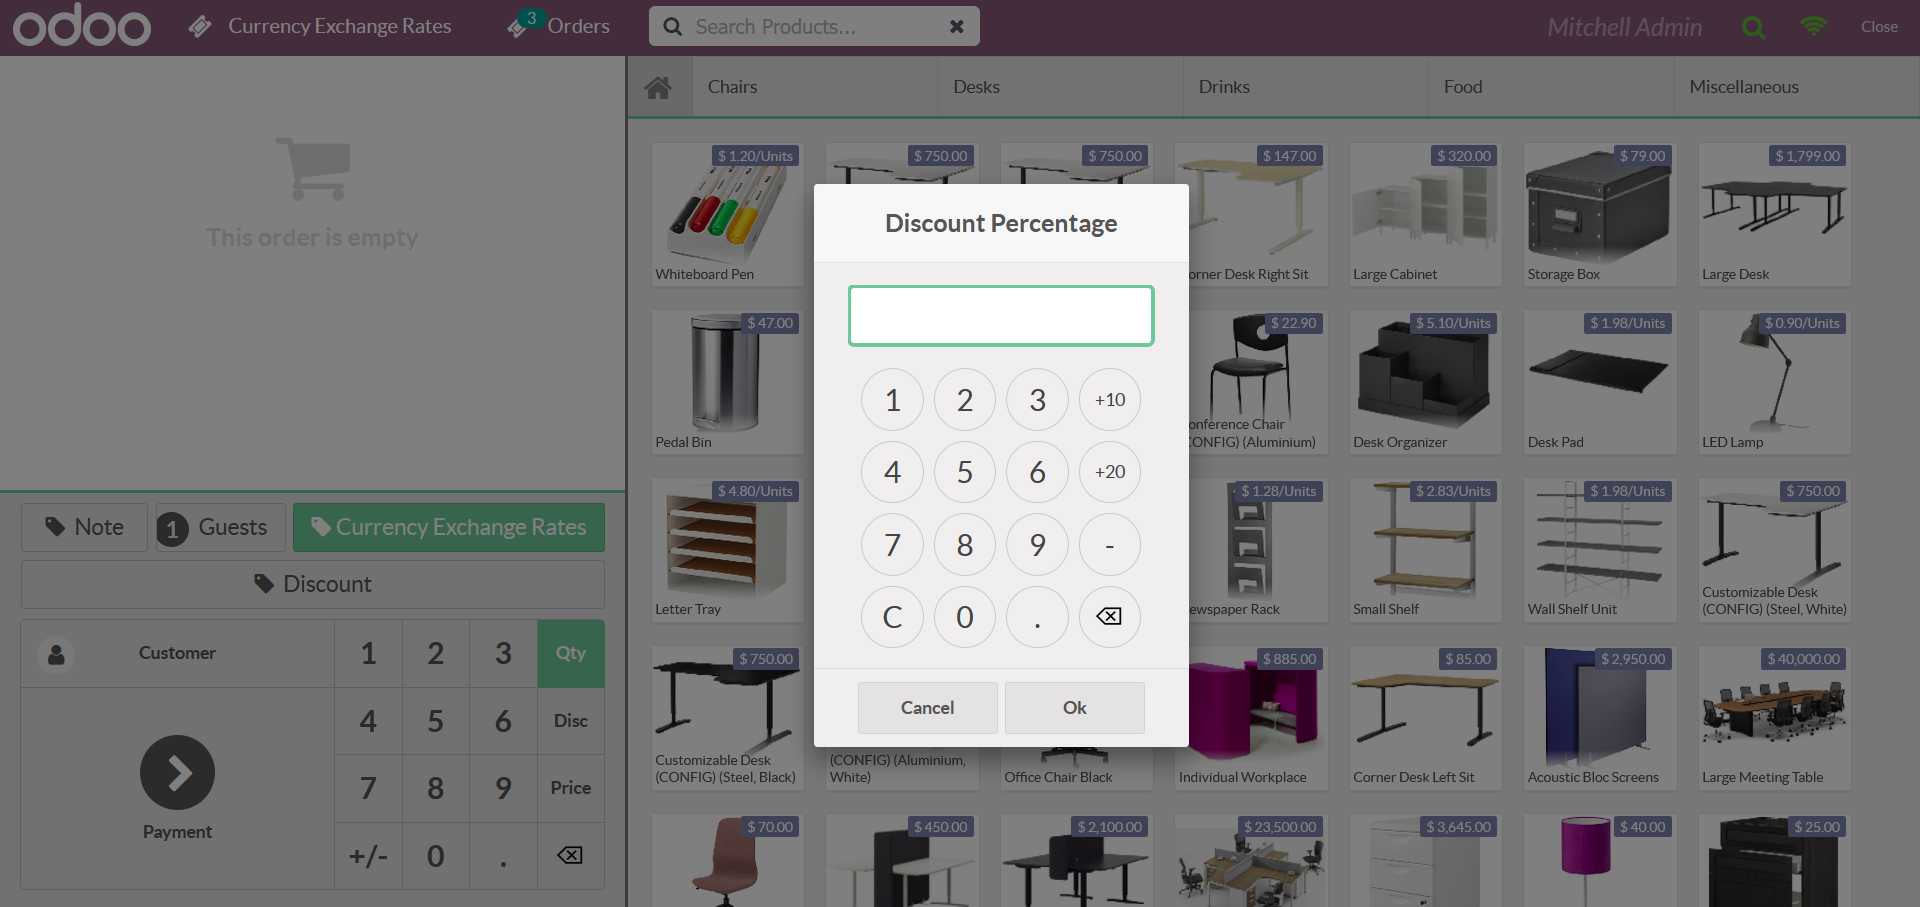 odoo
Currency Exchange Rates
3
Orders
Search Products...
Mitchell Admin
Close
This order is empty
Chairs
Desks
Drinks
Food
Miscellaneous
$ 1.20/Units
Whiteboard Pen
$ 750.00
$ 750.00
$ 147.00
orner Desk Right Sit
$ 320.00
Large Cabinet
$ 79.00
Storage Box
$ 1,799.00
Large Desk
$ 47.00
Pedal Bin
$ 22.90
onference Chair
CONFIG) (Aluminium)
$ 5.10/Units
Desk Organizer
$ 1.98/Units
Desk Pad
$ 0.90/Units
LED Lamp
$ 4.80/Units
Letter Tray
$ 1.28/Units
ewspaper Rack
$ 2.83/Units
Small Shelf
$ 1.98/Units
Wall Shelf Unit
$ 750.00
Customizable Desk
(CONFIG) (Steel, White)
$ 750.00
Customizable Desk
(CONFIG) (Steel, Black)
(CONFIG) (Aluminium,
White)
Office Chair Black
$ 885.00
Individual Workplace
$ 85.00
Corner Desk Left Sit
$ 2,950.00
Acoustic Bloc Screens
$ 40,000.00
Large Meeting Table
$ 70.00
$ 450.00
$ 2,100.00
$ 23,500.00
$ 3,645.00
$ 40.00
$ 25.00
Note
1 Guests
Currency Exchange Rates
Discount
Customer
Payment
1 2 3 Qty
4 5 6 Disc
7 8 9 Price
+/- 0 .
Discount Percentage
1 2 3 +10
4 5 6 +20
7 8 9 -
C 0 .
Cancel
Ok